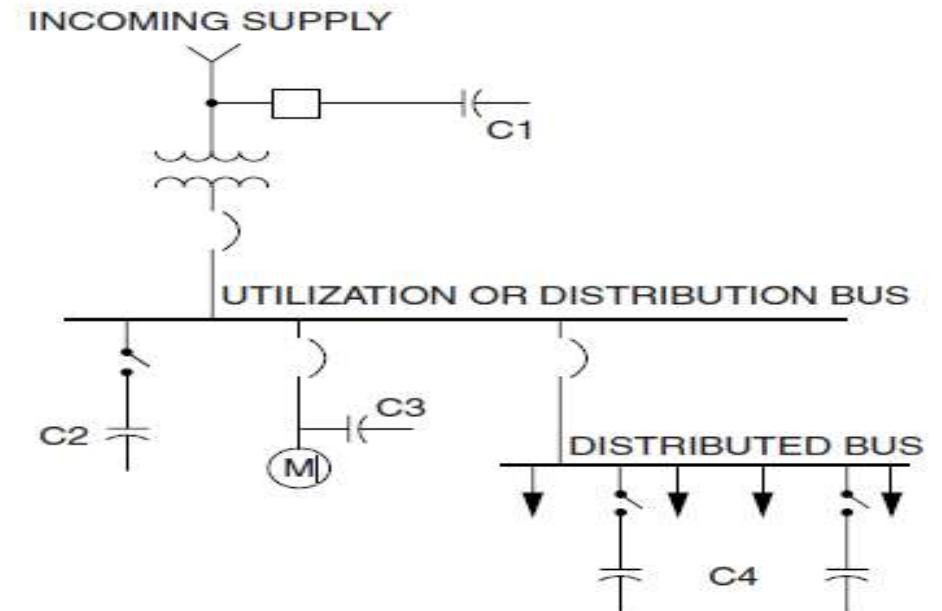 INCOMING SUPPLY
C1
UTILIZATION OR DISTRIBUTION BUS
C2
C3
M
DISTRIBUTED BUS
C4